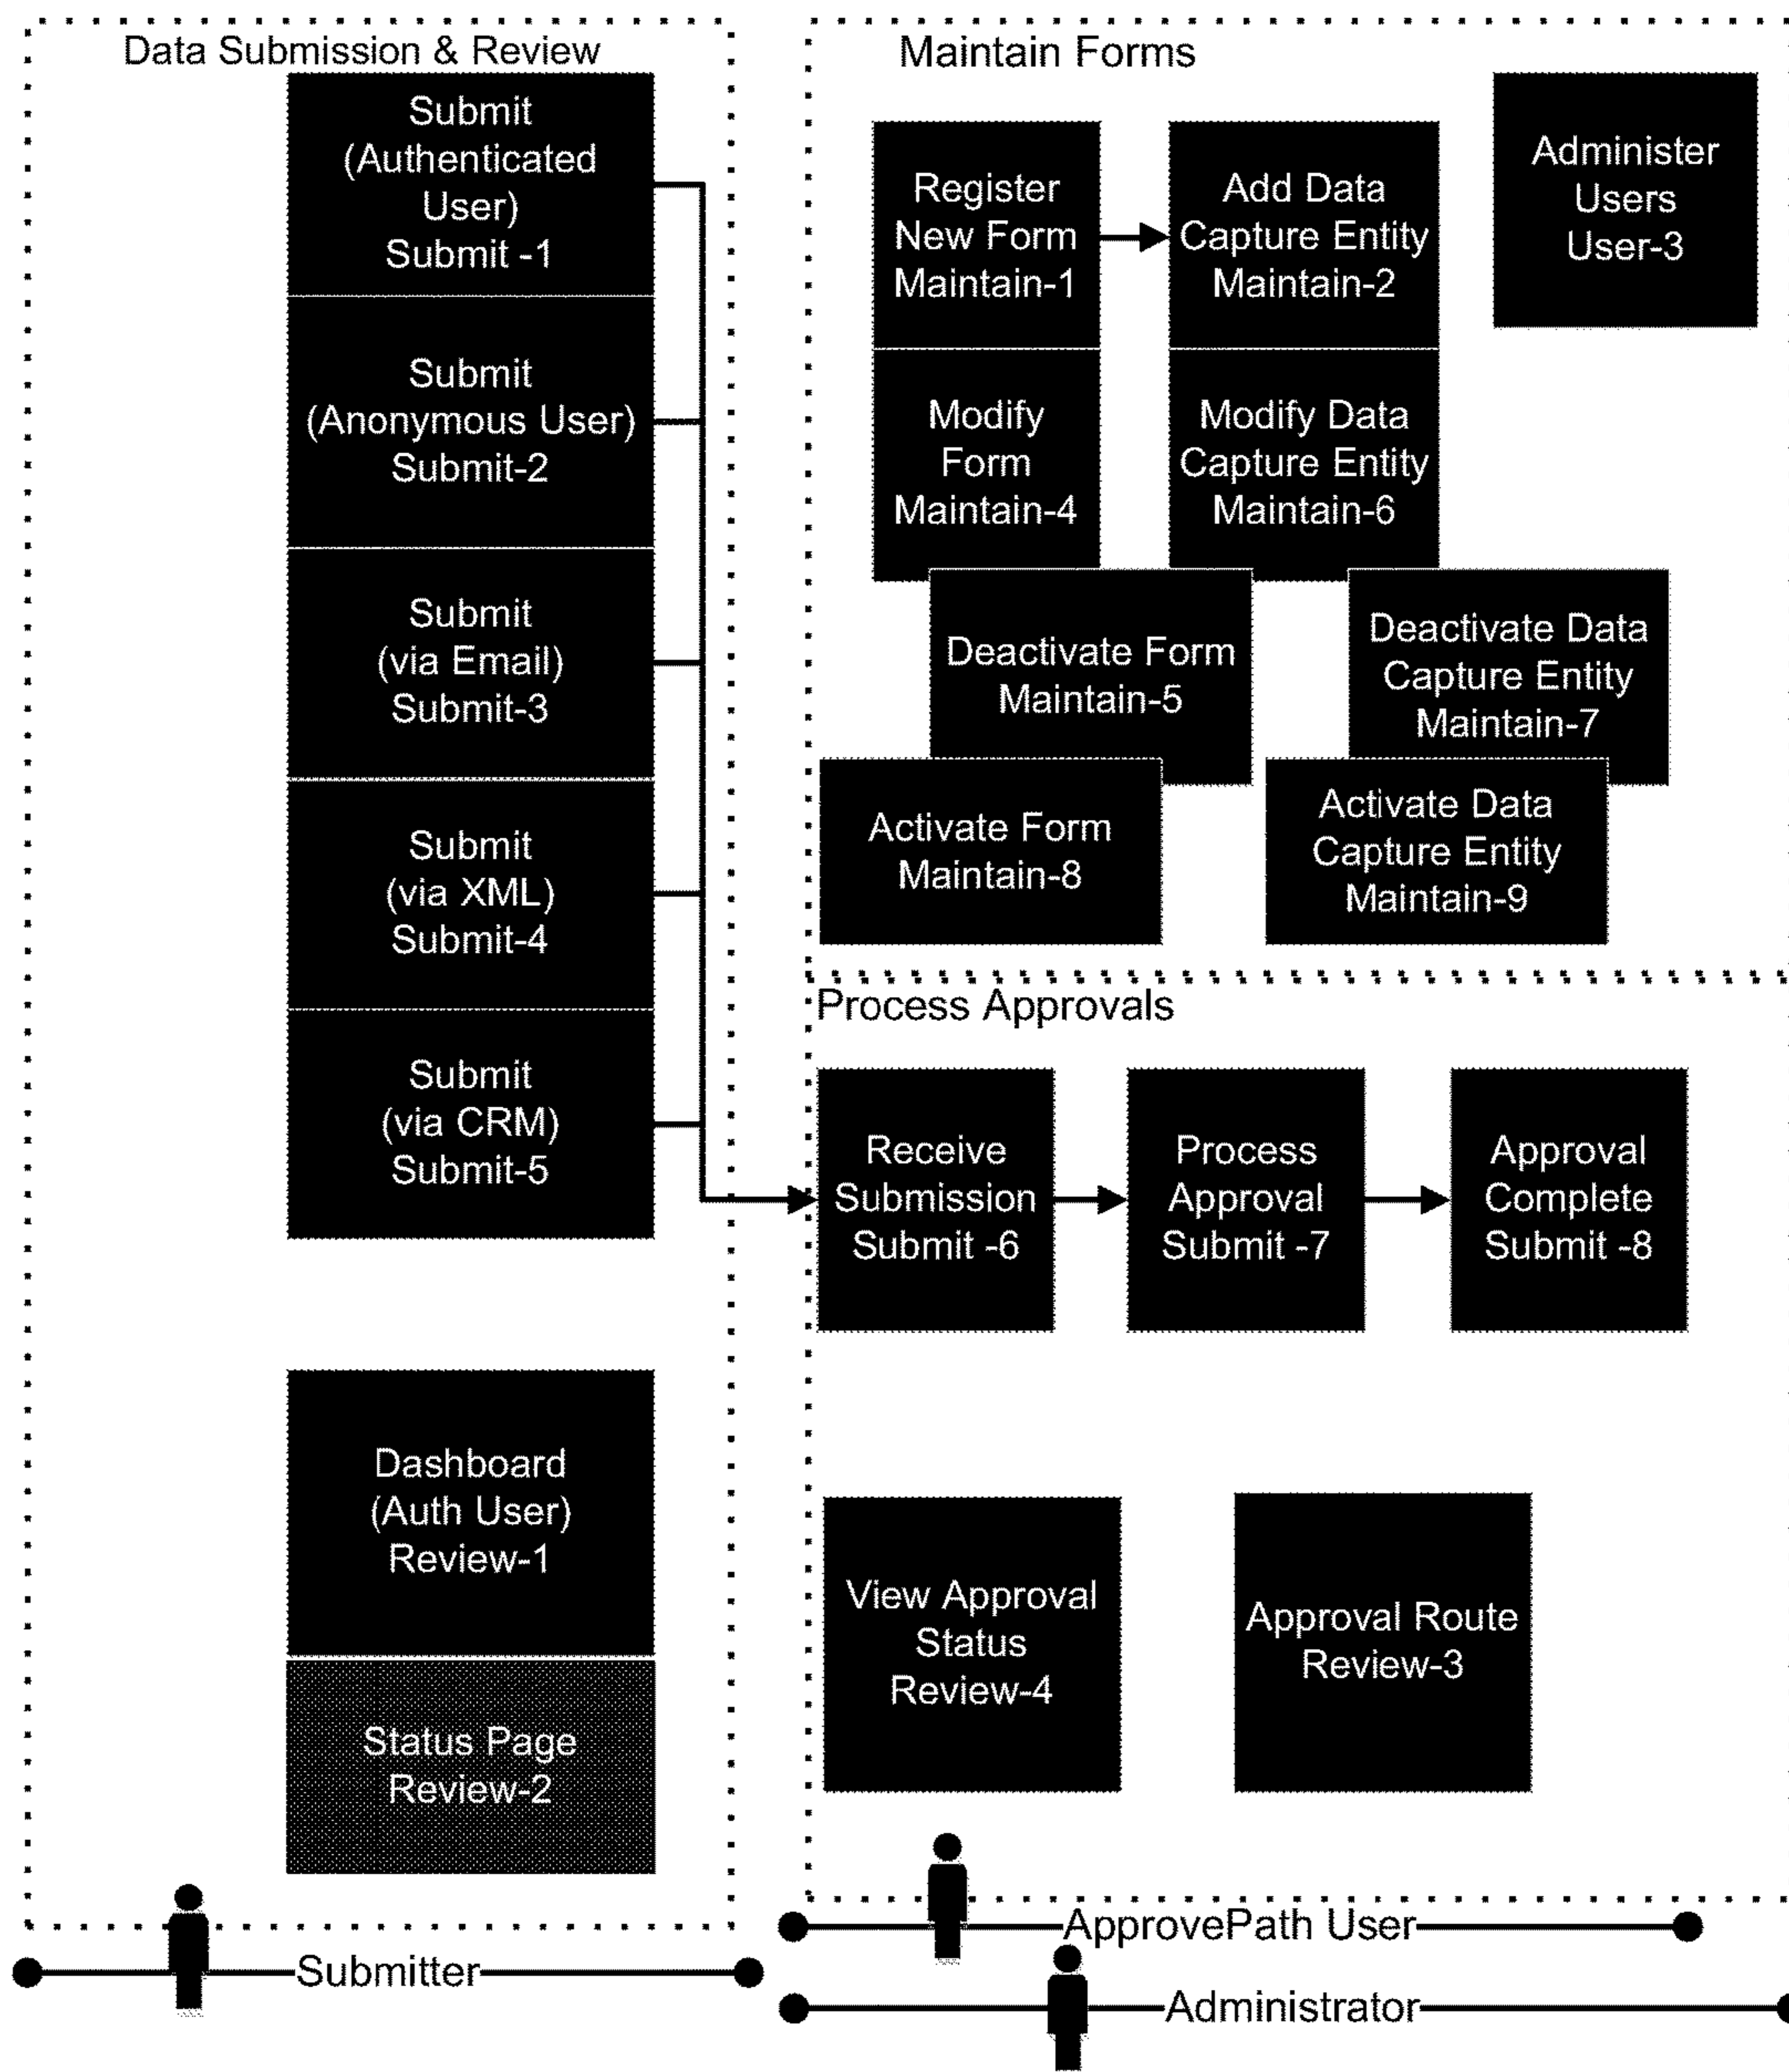 Data Submission & Review
Submit
(Authenticated
User)
Submit -1
Submit
(Anonymous User)
Submit-2
Submit
(via Email)
Submit-3
Submit
(via XML)
Submit-4
Submit
(via CRM)
Submit-5
Dashboard
(Auth User)
Review-1
Status Page
Review-2
Submitter
Maintain Forms
Register
New Form
Maintain-1
Add Data
Capture Entity
Maintain-2
Administer
Users
User-3
Modify
Form
Maintain-4
Modify Data
Capture Entity
Maintain-6
Deactivate Form
Maintain-5
Deactivate Data
Capture Entity
Maintain-7
Activate Form
Maintain-8
Activate Data
Capture Entity
Maintain-9
Process Approvals
Receive
Submission
Submit -6
Process
Approval
Submit -7
Approval
Complete
Submit -8
View Approval
Status
Review-4
Approval Route
Review-3
ApprovePath User
Administrator